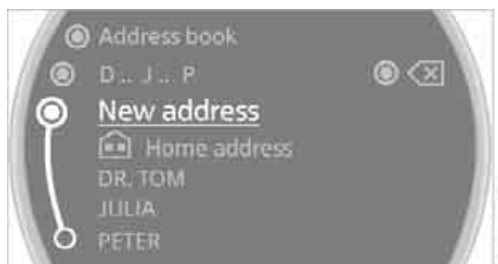 Address book
D .. J .. P
New address
Home address
DR. TOM
JULIA
PETER